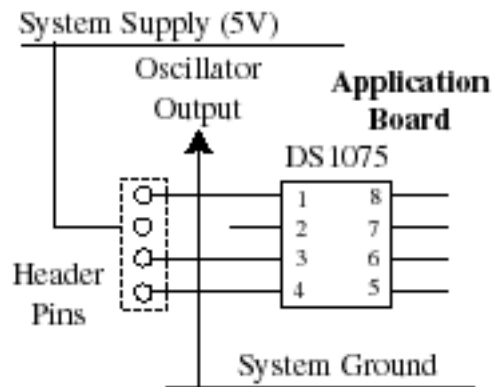 System Supply (5V)
Oscillator
Output
Application
Board
DS1075
1 8
2 7
3 6
4 5
Header
Pins
System Ground